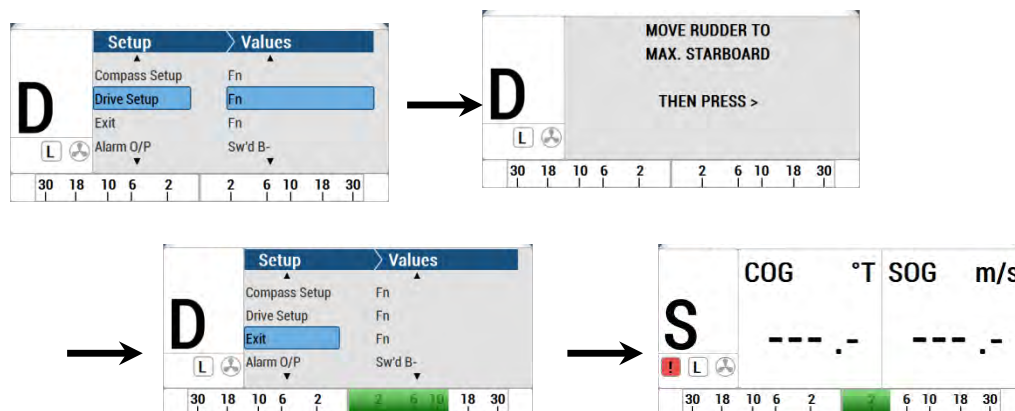 Setup
Values
Compass Setup
Fn
Drive Setup
Fn
Exit
Fn
Alarm O/P
Sw'd B-
D
L
30 18 10 6 2 2 6 10 18 30
MOVE RUDDER TO
MAX. STARBOARD
THEN PRESS >
D
L
30 18 10 6 2 2 6 10 18 30
Setup
Values
Compass Setup
Fn
Drive Setup
Fn
Exit
Fn
Alarm O/P
Sw'd B-
D
L
30 18 10 6 2 2 6 10 18 30
COG °T SOG m/s
S
---.- ---.-
! L
30 18 10 6 2 2 6 10 18 30